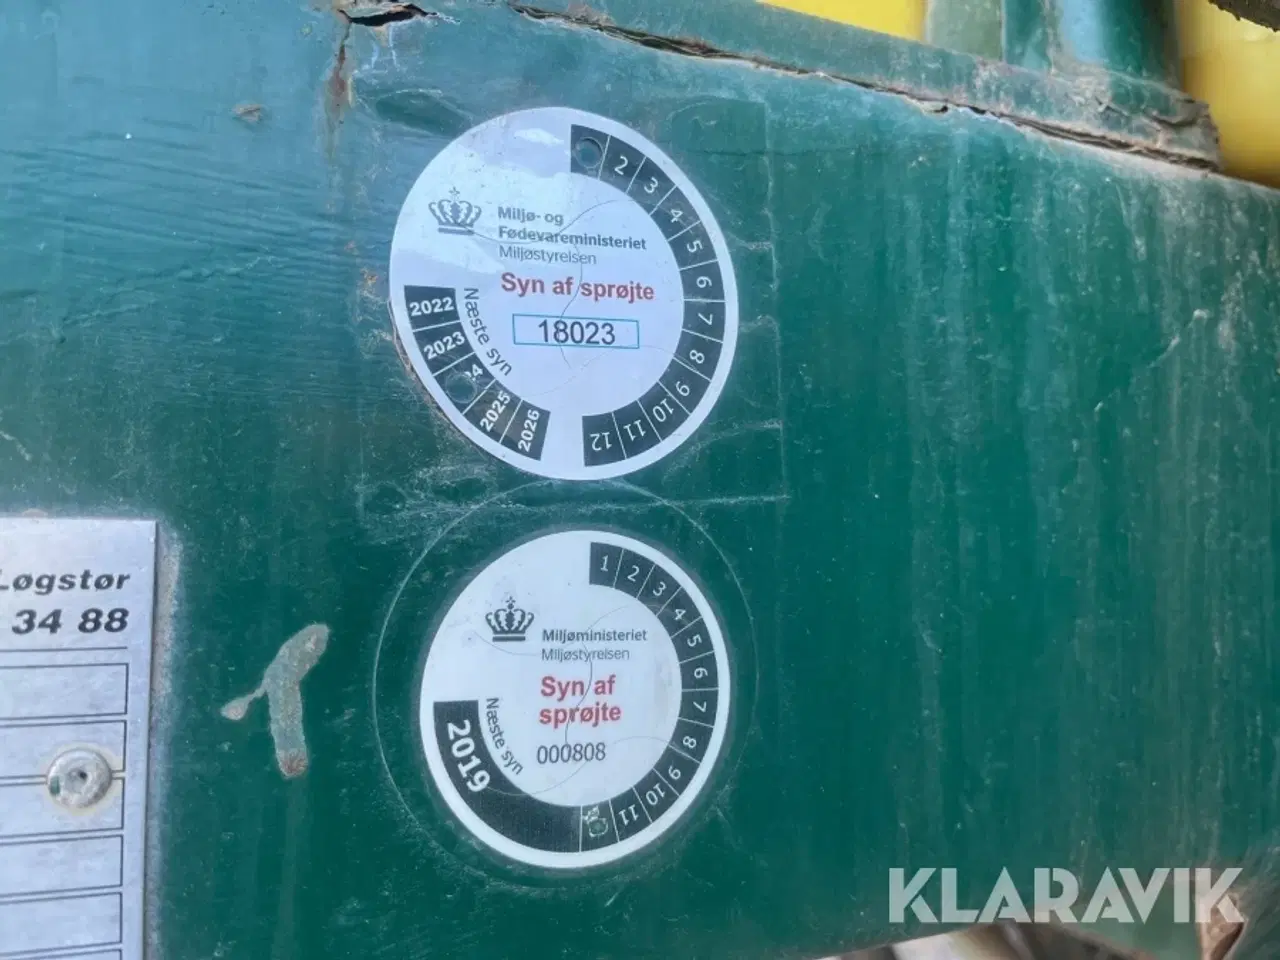 2 3 4 5 6 7 8 9 10 11 12
Miljø- og
Fødevareministeriet
Miljøstyrelsen
Syn af sprøjte
18023
Næste syn
2022
2023
2025
2026
1 2 3 4 5 6 7 8 9 10 11
Miljøministeriet
Miljøstyrelsen
Syn af
sprøjte
000808
Næste syn
2019
Løgstør
34 88
KLARAVIK